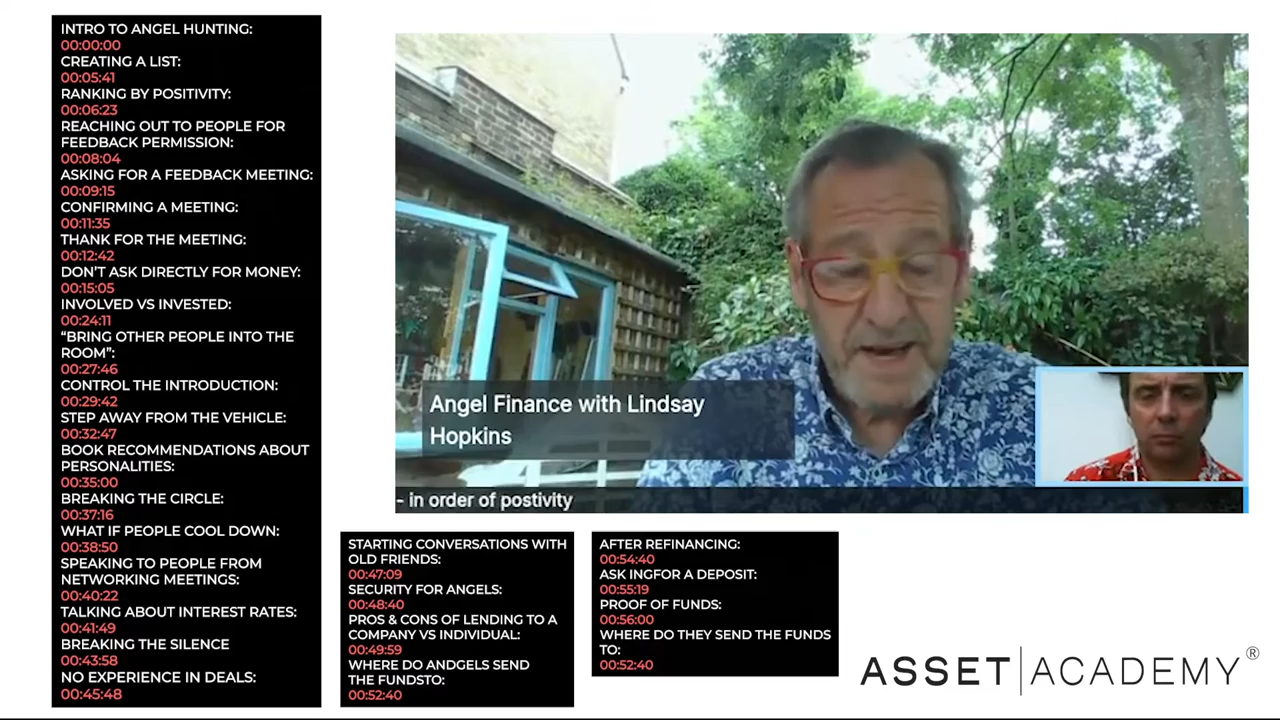 INTRO TO ANGEL HUNTING:
00:00:00
CREATING A LIST:
00:05:41
RANKING BY POSITIVITY:
00:06:23
REACHING OUT TO PEOPLE FOR
FEEDBACK PERMISSION:
00:08:04
ASKING FOR A FEEDBACK MEETING:
00:09:15
CONFIRMING A MEETING:
00:11:35
THANK FOR THE MEETING:
00:12:42
DON'T ASK DIRECTLY FOR MONEY:
00:15:05
INVOLVED VS INVESTED:
00:24:11
“BRING OTHER PEOPLE INTO THE
ROOM”:
00:27:46
CONTROL THE INTRODUCTION:
00:29:42
STEP AWAY FROM THE VEHICLE:
00:32:47
BOOK RECOMMENDATIONS ABOUT
PERSONALITIES:
00:35:00
BREAKING THE CIRCLE:
00:37:16
WHAT IF PEOPLE COOL DOWN:
00:38:50
SPEAKING TO PEOPLE FROM
NETWORKING MEETINGS:
00:40:22
TALKING ABOUT INTEREST RATES:
00:41:49
BREAKING THE SILENCE
00:43:58
NO EXPERIENCE IN DEALS:
00:45:48
Angel Finance with Lindsay
Hopkins
- in order of postivity
STARTING CONVERSATIONS WITH
OLD FRIENDS:
00:47:09
SECURITY FOR ANGELS:
00:48:40
PROS & CONS OF LENDING TO A
COMPANY VS INDIVIDUAL:
00:49:59
WHERE DO ANDGELS SEND
THE FUNDSTO:
00:52:40
AFTER REFINANCING:
00:54:40
ASK INGFOR A DEPOSIT:
00:55:19
PROOF OF FUNDS:
00:56:00
WHERE DO THEY SEND THE FUNDS
TO:
00:52:40
ASSET|ACADEMY®